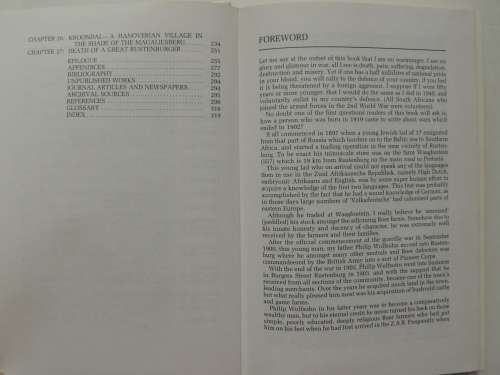 CHAPTER 26: KROONDAL — A HANOVERIAN VILLAGE IN
THE SHADE OF THE MAGALIESBERG 234
CHAPTER 27: DEATH OF A GREAT RUSTENBURGER 251
EPILOGUE 255
APPENDICES 277
BIBLIOGRAPHY
UNPUBLISHED WORKS 294
JOURNAL ARTICLES AND NEWSPAPERS 294
ARCHIVAL SOURCES 295
REFERENCES 296
GLOSSARY 316
INDEX 319
FOREWORD
Let me say at the outset of this book that I am no warmonger. I see no
glory and glamour in war, all I see is death, pain, suffering, degradation,
destruction and misery. Yet if one has a half of national pride
in your blood, you will rally to the defence of your country, if you feel
it is being threatened by a foreign aggressor. I suppose if I were fifty
years or more younger, that I would do the same as I did in 1940, and
voluntarily enlist in my country's defence. (All South Africans who
joined the armed forces in the 2nd World War were volunteers).
No doubt one of the first questions readers of this book will ask is,
how a person who was born in 1919 came to write about wars which
ended in 1902?
It all commenced in 1897 when a young Jewish lad of 17 emigrated
from that part of Russia which borders on to the Baltic sea to Southern
Africa, and started a trading operation in the near vicinity of Rustenburg.
To be exact his minuscule store was on the farm Waagfontein
which is 19 km from Rustenburg on the main road to Pretoria.
This young lad who on arrival could not speak any of the languages
then in use in the Zuid Afrikaansche Republiek, namely High Dutch,
embryonic Afrikaans and English, was by some super human effort to
acquire a knowledge of the first two languages. This feat was probably
accomplished by the fact that he had a sound knowledge of German, as
in those days large numbers of 'Volksdeutsche' had colonised parts of
eastern Europe.
Although he traded at Waagfontein, I really believe he 'smoused'
(peddled) his stock amongst the affirming Boer farms. Somehow due to
his innate honesty and decency of character, he was extremely well
received by the farmers and their families.
After the official commencement of the guerilla war in September
1900, this young man, my father Philip Wulfsohn moved into Rustenburg
where he amongst many other neutrals and Boer defectors was
commandeered by the British Army into a sort of Pioneer Corps.
With the end of the war in 1902, Philip Wulfsohn went into business
in Burgers Street Rustenburg in 1903, and with the support that he
received from all sections of the community, became one of the town's
leading merchants. Over the years he acquired much land in the town,
but what really pleased him most was his acquisition of bushveld cattle
and game farms.
Philip Wulfsohn in his latter years was to become a comparatively
wealthy man, but to his eternal credit he never turned his back on those
simple, poorly educated, deeply religious Boer farmers who had put
him on his feet when he had first arrived in the Z.A.R. Frequently when